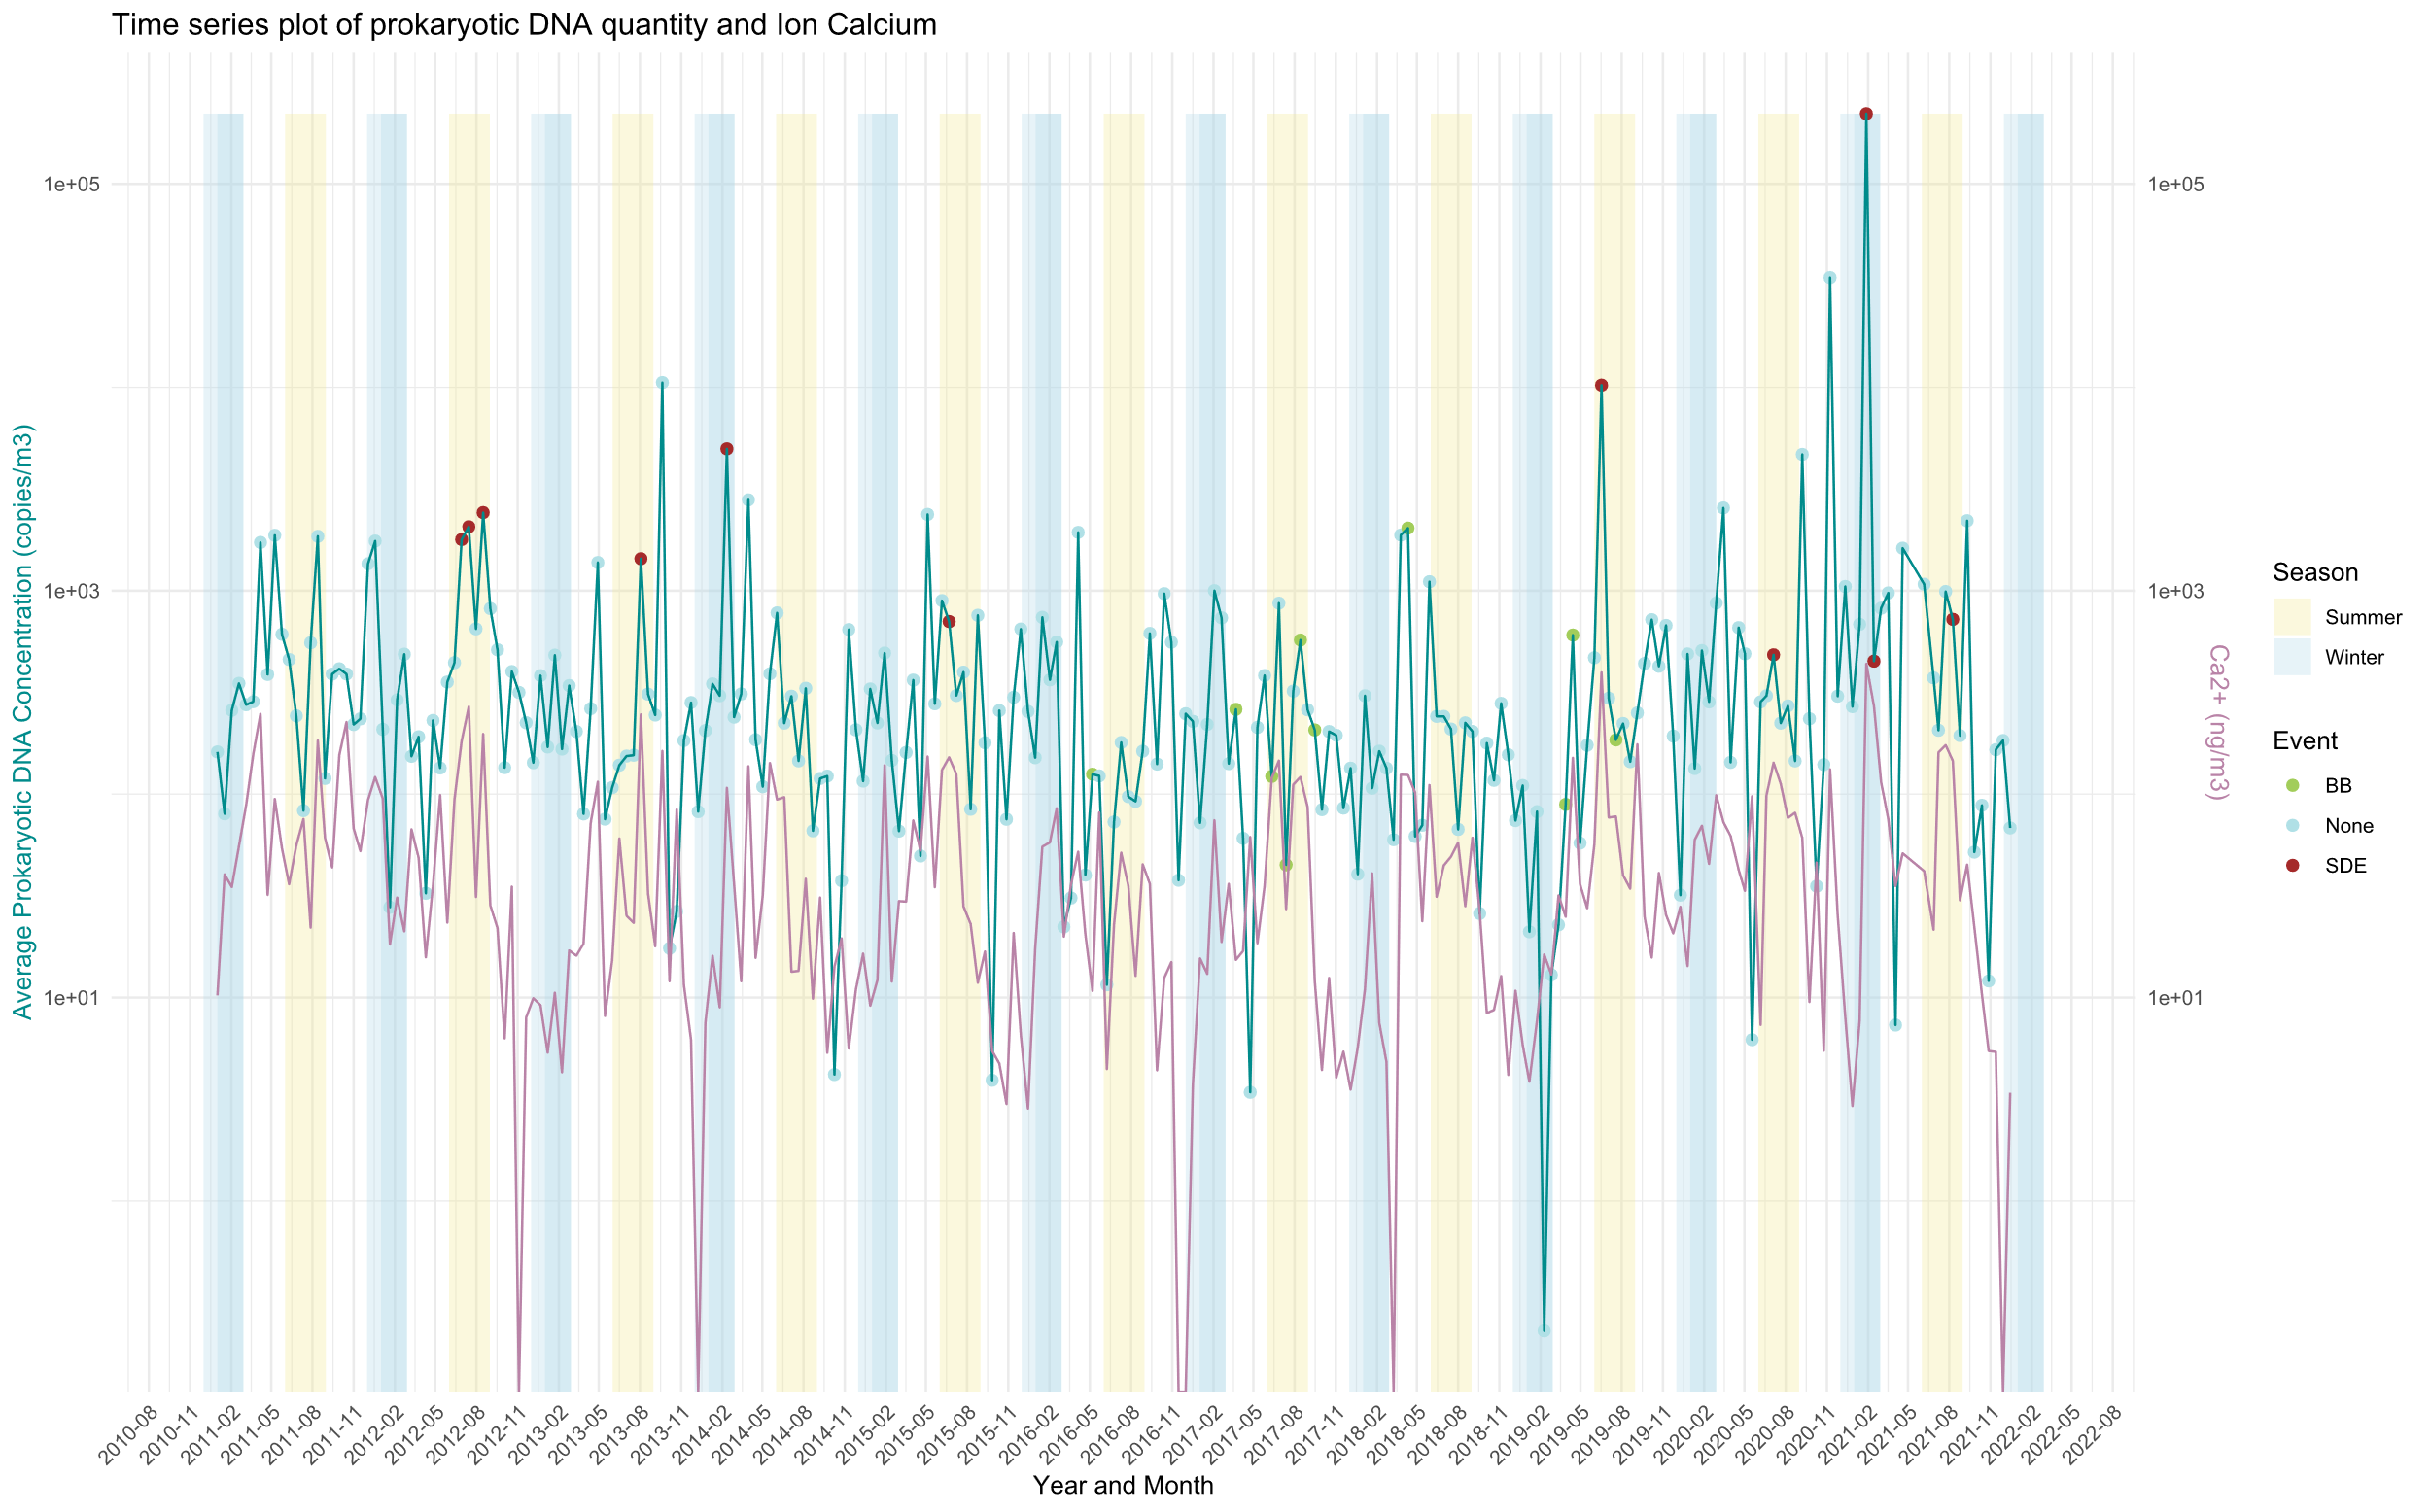 Time series plot of prokaryotic DNA quantity and Ion Calcium
Average Prokaryotic DNA Concentration (copies/m3)
1e+05
1e+03
1e+01
1e+05
1e+03
1e+01
Ca2+ (ng/m3)
2010-08
2010-11
2011-02
2011-05
2011-08
2011-11
2012-02
2012-05
2012-08
2012-11
2013-02
2013-05
2013-08
2013-11
2014-02
2014-05
2014-08
2014-11
2015-02
2015-05
2015-08
2015-11
2016-02
2016-05
2016-08
2016-11
2017-02
2017-05
2017-08
2017-11
2018-02
2018-05
2018-08
2018-11
2019-02
2019-05
2019-08
2019-11
2020-02
2020-05
2020-08
2020-11
2021-02
2021-05
2021-08
2021-11
2022-02
2022-05
2022-08
Year and Month
Season
Summer
Winter
Event
BB
None
SDE